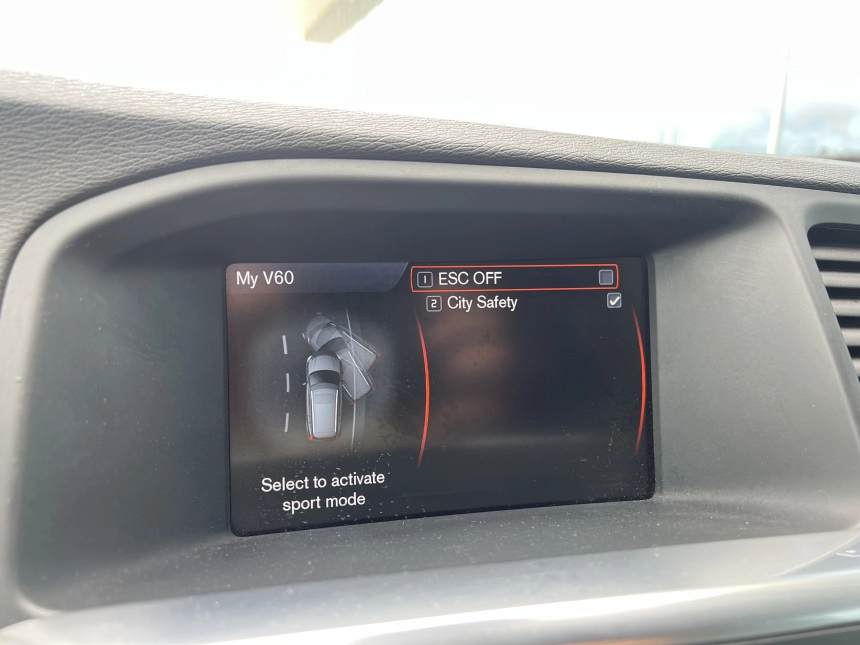 My V60
1 ESC OFF
2 City Safety
Select to activate
sport mode